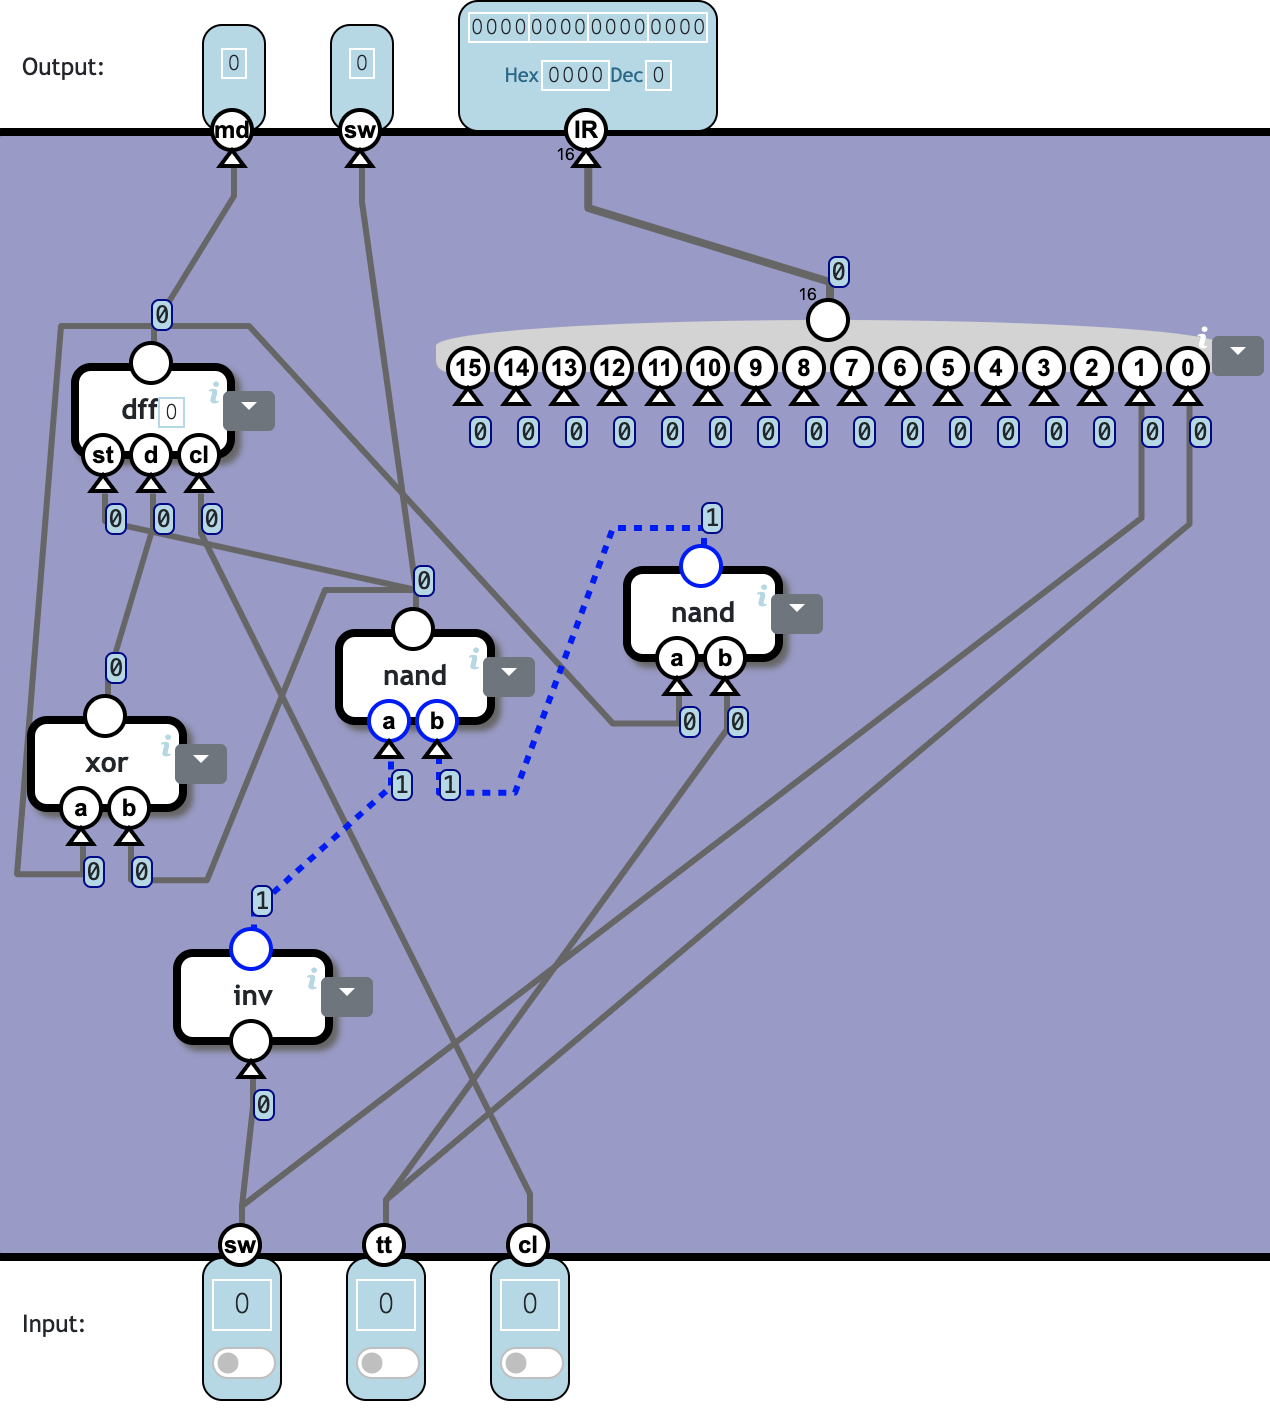 0 0 0000 0000 0000 0000
Output: Hex 0000 Dec 0
md sw IR
16
0
16
0
i
15 14 13 12 11 10 9 8 7 6 5 4 3 2 1 0
i
dff 0
0 0 0 0 0 0 0 0 0 0 0 0 0 0 0 0
st d cl
0 0 0
1
0
i
nand
0
i
nand
a b
0 0
a b
i
xor
1 1
a b
0 0
1
i
inv
0
sw tt cl
0 0 0
Input: